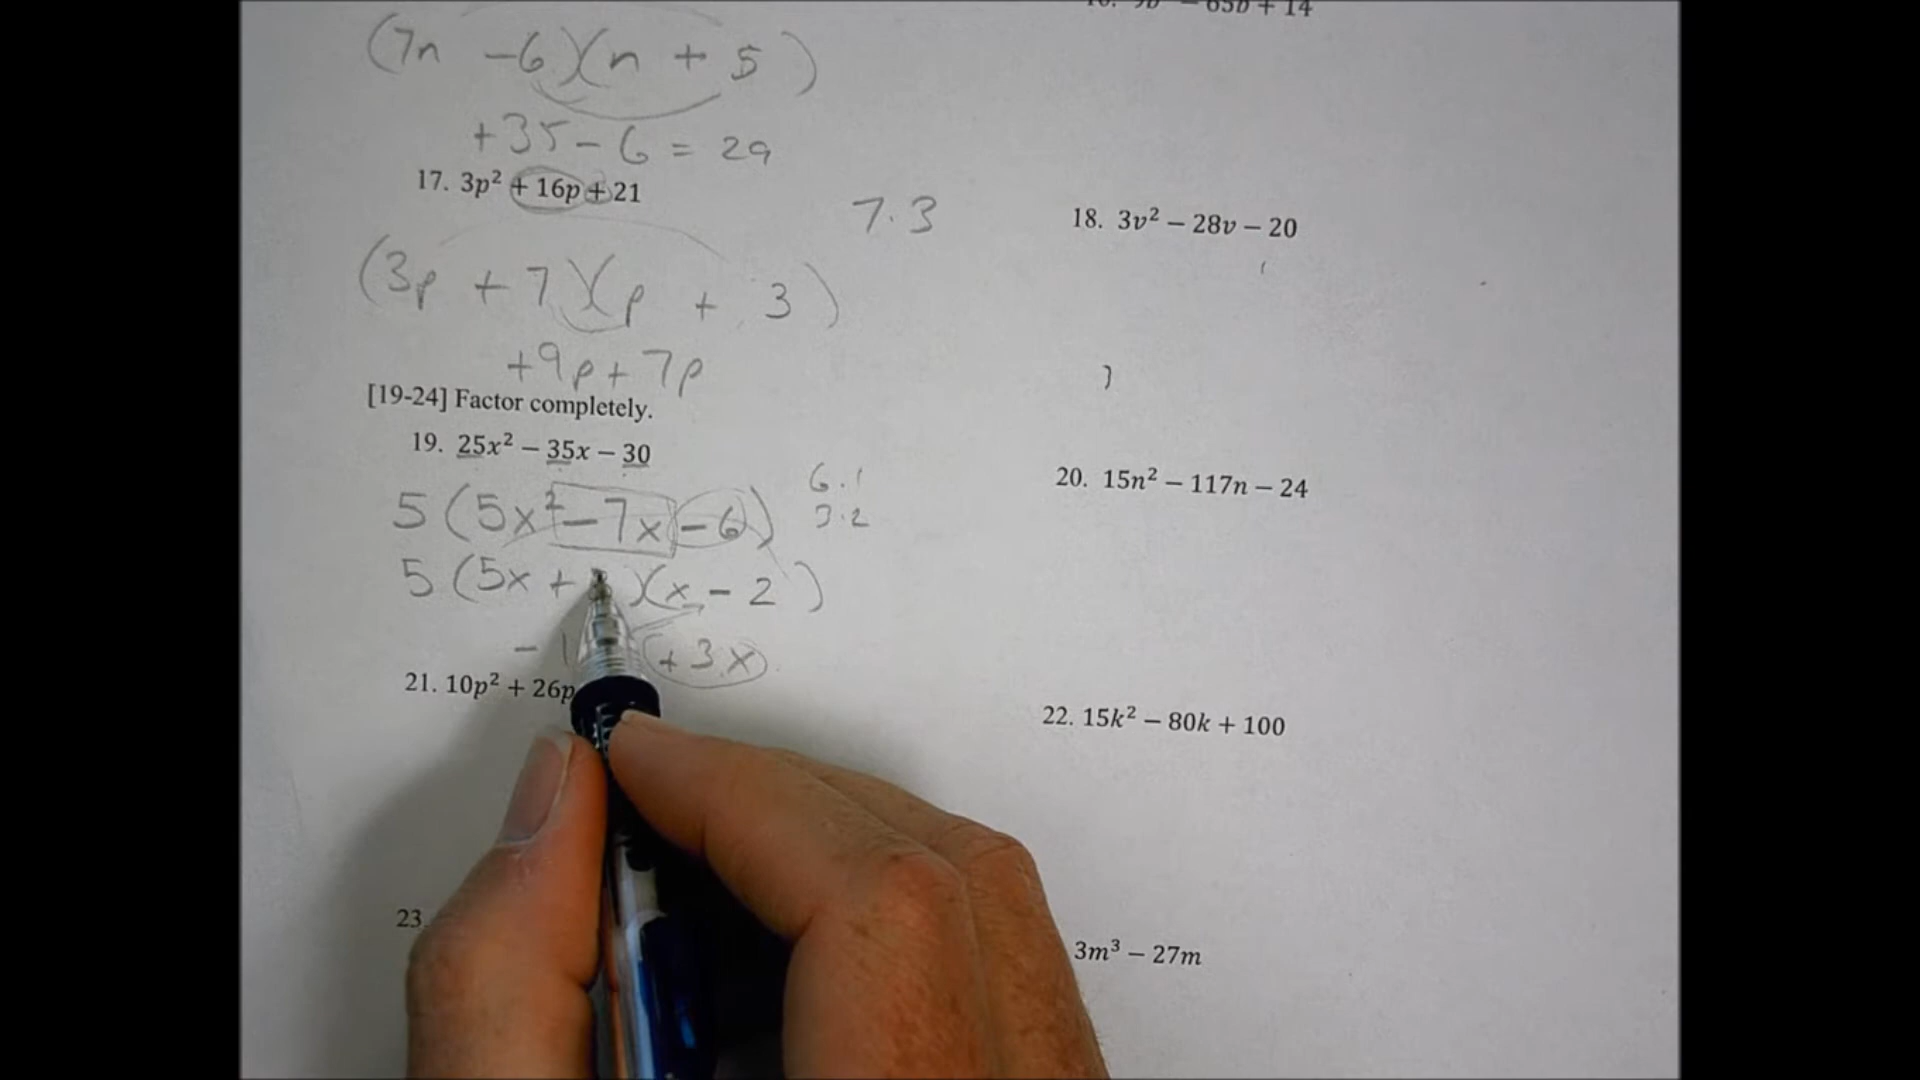 (7n - 6)(n + 5)
+35 - 6 = 29
17. 3p² + 16p + 21
7·3
18. 3v² − 28v − 20
(3p + 7)(p + 3)
+9p + 7p
[19-24] Factor completely.
19. 25x² − 35x − 30
6·1
3·2
20. 15n² − 117n − 24
5(5x² - 7x - 6)
5(5x + )(x - 2)
+3x
21. 10p² + 26p
22. 15k² − 80k + 100
23.
3m³ − 27m